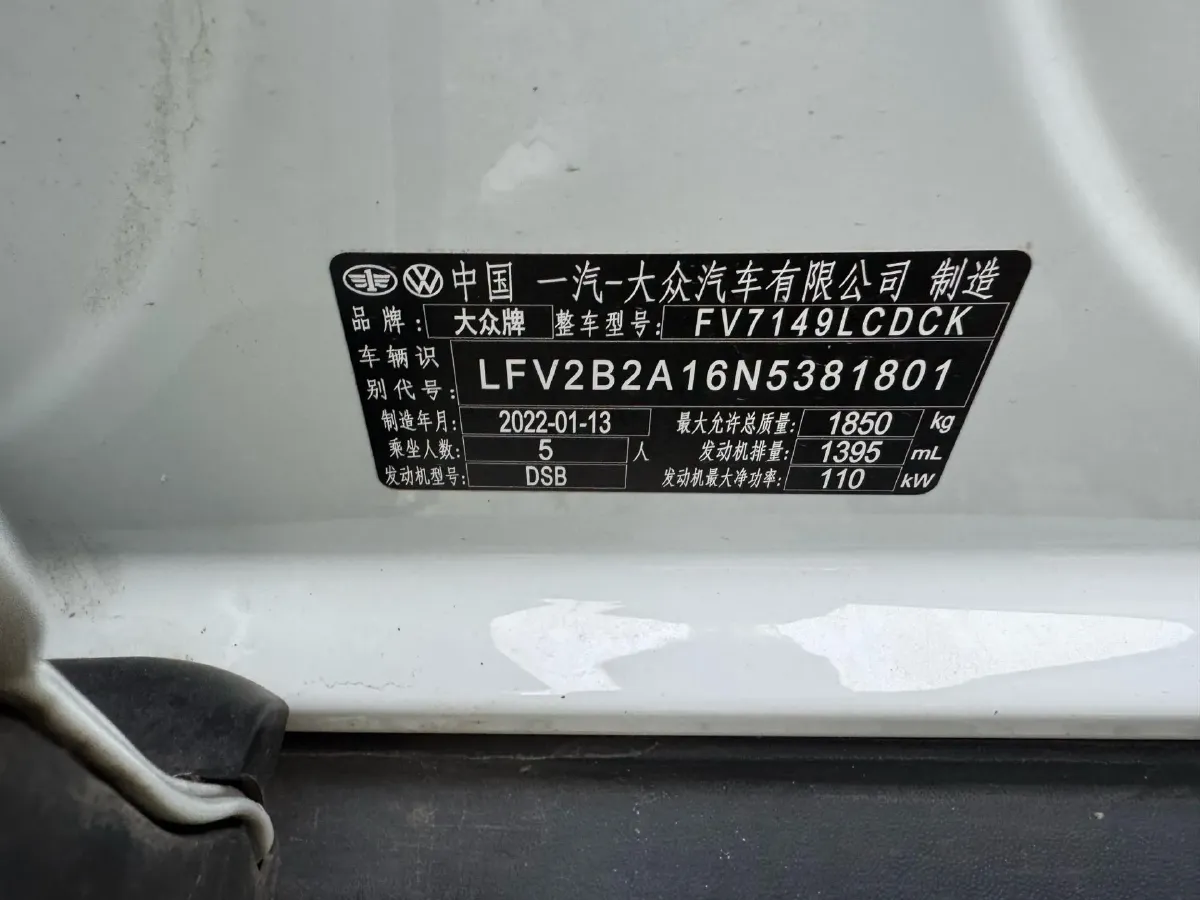 中国 一汽-大众汽车有限公司 制造
品牌: 大众牌 整车型号: FV7149LCDCK
车辆识别代号: LFV2B2A16N5381801
制造年月: 2022-01-13 最大允许总质量: 1850 kg
乘坐人数: 5 人 发动机排量: 1395 mL
发动机型号: DSB 发动机最大净功率: 110 kW